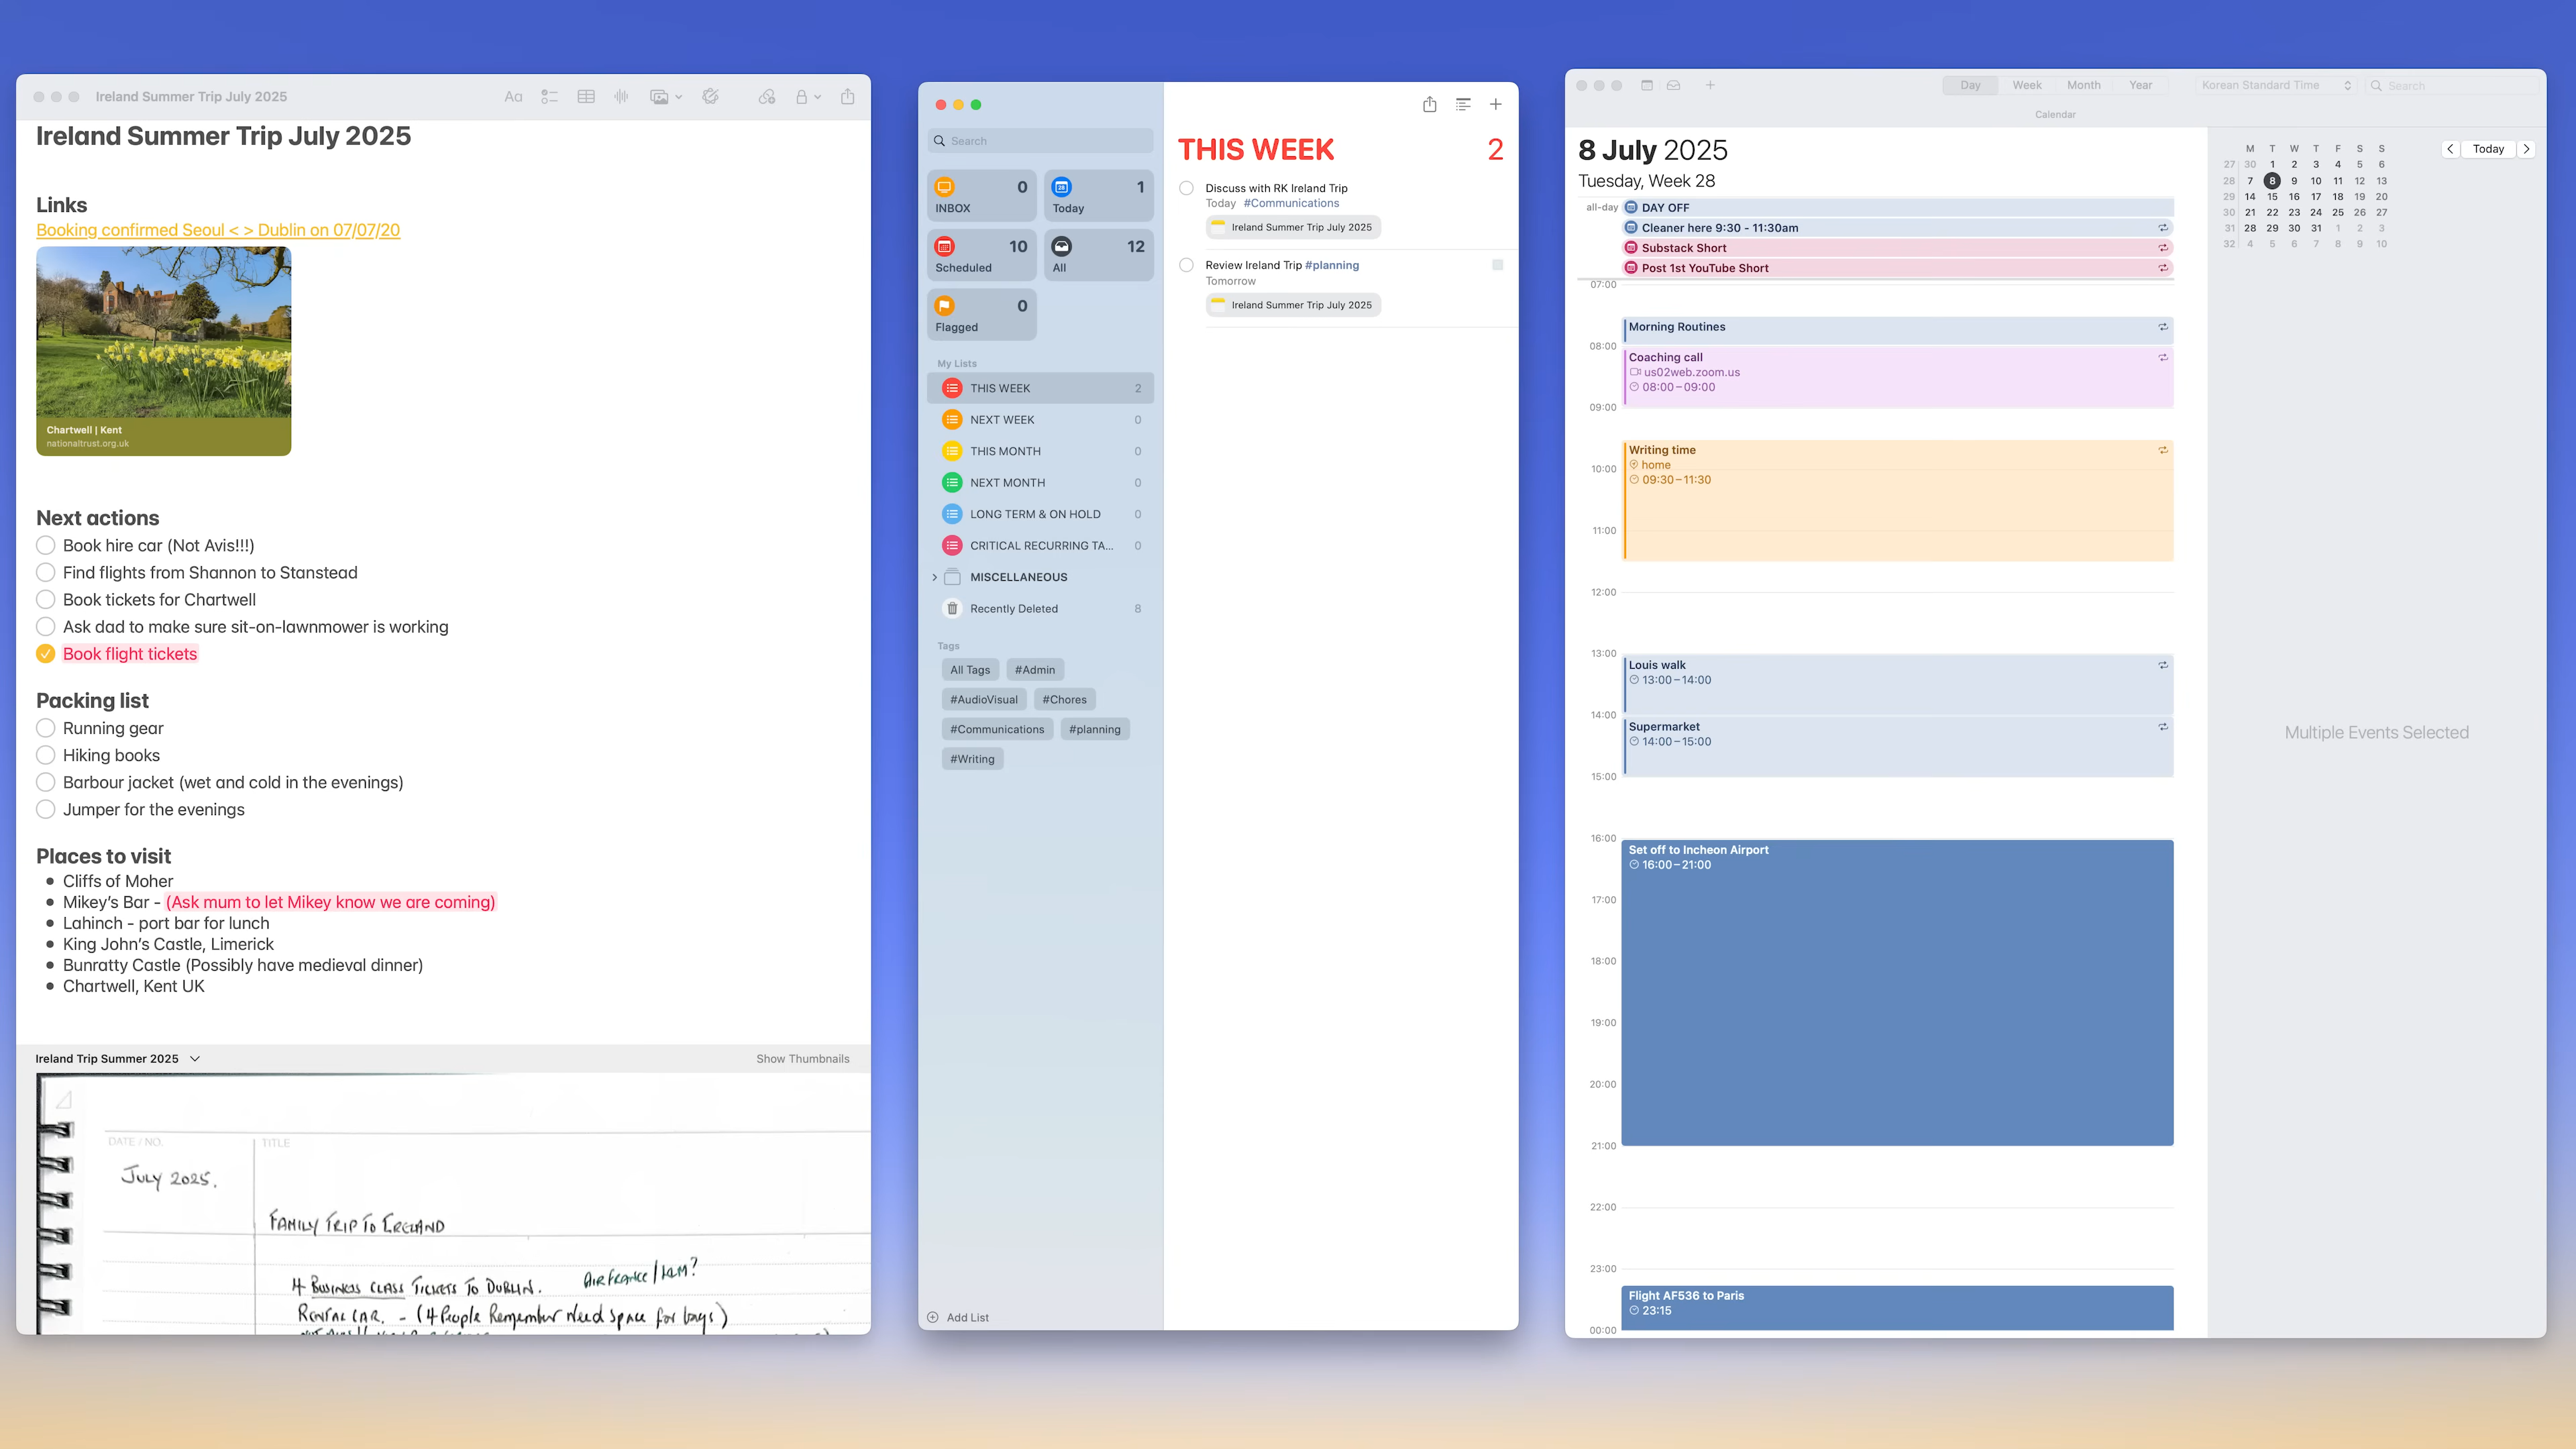 Ireland Summer Trip July 2025
Aa
Ireland Summer Trip July 2025
Links
Booking confirmed Seoul < > Dublin on 07/07/20
Chartwell | Kent
nationaltrust.org.uk
Next actions
Book hire car (Not Avis!!!)
Find flights from Shannon to Stanstead
Book tickets for Chartwell
Ask dad to make sure sit-on-lawnmower is working
Book flight tickets
Packing list
Running gear
Hiking books
Barbour jacket (wet and cold in the evenings)
Jumper for the evenings
Places to visit
Cliffs of Moher
Mikey's Bar - (Ask mum to let Mikey know we are coming)
Lahinch - port bar for lunch
King John's Castle, Limerick
Bunratty Castle (Possibly have medieval dinner)
Chartwell, Kent UK
Ireland Trip Summer 2025
Show Thumbnails
DATE / NO.
TITLE
July 2025.
FAMILY TRIP TO IRELAND
4 BUSINESS CLASS TICKETS TO DUBLIN. AIRFRANCE / KLM?
RENTAL CAR. - (4 People Remember need space for bags)
Search
0
INBOX
1
Today
10
Scheduled
12
All
0
Flagged
My Lists
THIS WEEK 2
NEXT WEEK 0
THIS MONTH 0
NEXT MONTH 0
LONG TERM & ON HOLD 0
CRITICAL RECURRING TA... 0
MISCELLANEOUS
Recently Deleted 8
Tags
All Tags #Admin
#AudioVisual #Chores
#Communications #planning
#Writing
Add List
THIS WEEK 2
Discuss with RK Ireland Trip
Today #Communications
Ireland Summer Trip July 2025
Review Ireland Trip #planning
Tomorrow
Ireland Summer Trip July 2025
Day Week Month Year
Korean Standard Time
Search
Calendar
8 July 2025
Tuesday, Week 28
all-day
DAY OFF
Cleaner here 9:30 - 11:30am
Substack Short
Post 1st YouTube Short
07:00
Morning Routines
08:00
Coaching call
us02web.zoom.us
08:00 – 09:00
09:00
Writing time
home
10:00
09:30 – 11:30
11:00
12:00
13:00
Louis walk
13:00 – 14:00
14:00
Supermarket
14:00 – 15:00
15:00
16:00
Set off to Incheon Airport
16:00 – 21:00
17:00
18:00
19:00
20:00
21:00
22:00
23:00
Flight AF536 to Paris
23:15
00:00
M T W T F S S
27 30 1 2 3 4 5 6
28 7 8 9 10 11 12 13
29 14 15 16 17 18 19 20
30 21 22 23 24 25 26 27
31 28 29 30 31 1 2 3
32 4 5 6 7 8 9 10
Today
Multiple Events Selected